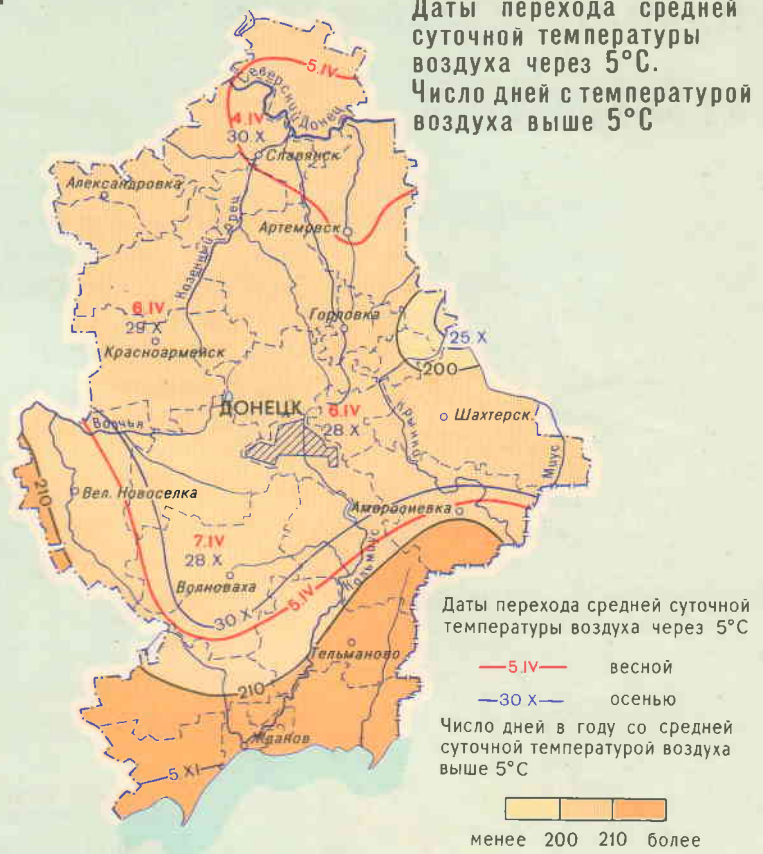 Даты перехода средней
суточной температуры
воздуха через 5°C.
Число дней с температурой
воздуха выше 5°C
5.IV
Северский Донец
4.IV
30 X
Славянск
Александровка
Казенный Торец
Артемовск
6.IV
29 X
Красноармейск
Горловка
25 X
200
ДОНЕЦК
6.IV
28 X
Крынка
Шахтерск
Волчья
Миус
210
Вел. Новоселка
Амвросиевка
7.IV
28 X
Волноваха
Кальмиус
30 X
5.IV
Тельманово
210
Жданов
5 XI
Даты перехода средней суточной
температуры воздуха через 5°C
5.IV весной
30 X осенью
Число дней в году со средней
суточной температурой воздуха
выше 5°C
менее 200 210 более